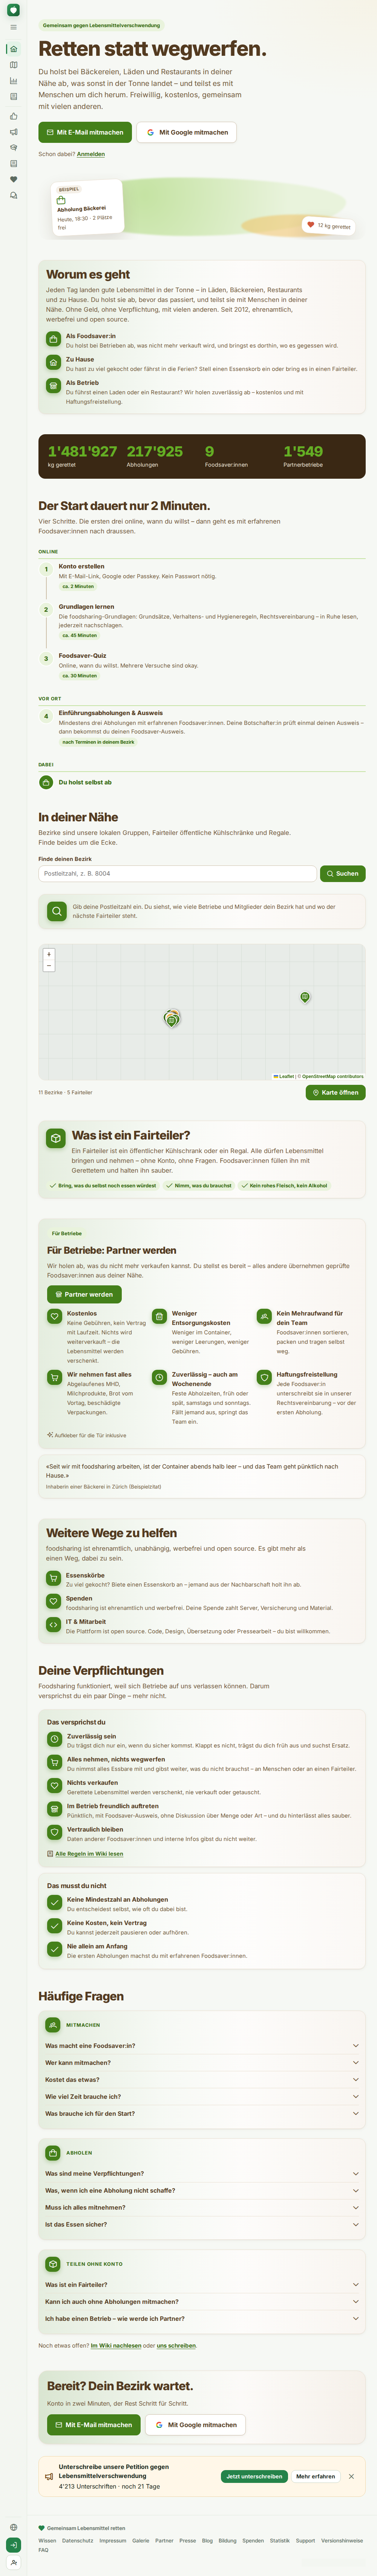 Gemeinsam gegen Lebensmittelverschwendung
Retten statt wegwerfen.
Du holst bei Bäckereien, Läden und Restaurants in deiner
Nähe ab, was sonst in der Tonne landet – und teilst es mit
Menschen um dich herum. Freiwillig, kostenlos, gemeinsam
mit vielen anderen.
Mit E-Mail mitmachen
Mit Google mitmachen
Schon dabei? Anmelden
BEISPIEL
Abholung Bäckerei
Heute, 18:30 · 2 Plätze
frei
12 kg gerettet
Worum es geht
Jeden Tag landen gute Lebensmittel in der Tonne – in Läden, Bäckereien, Restaurants
und zu Hause. Du holst sie ab, bevor das passiert, und teilst sie mit Menschen in deiner
Nähe. Ohne Geld, ohne Verpflichtung, mit vielen anderen. Seit 2012, ehrenamtlich,
werbefrei und open source.
Als Foodsaver:in
Du holst bei Betrieben ab, was nicht mehr verkauft wird, und bringst es dorthin, wo es gegessen wird.
Zu Hause
Du hast zu viel gekocht oder fährst in die Ferien? Stell einen Essenskorb ein oder bring es in einen Fairteiler.
Als Betrieb
Du führst einen Laden oder ein Restaurant? Wir holen zuverlässig ab – kostenlos und mit
Haftungsfreistellung.
1'481'927
kg gerettet
217'925
Abholungen
9
Foodsaver:innen
1'549
Partnerbetriebe
Der Start dauert nur 2 Minuten.
Vier Schritte. Die ersten drei online, wann du willst – dann geht es mit erfahrenen
Foodsaver:innen nach draussen.
ONLINE
1
Konto erstellen
Mit E-Mail-Link, Google oder Passkey. Kein Passwort nötig.
ca. 2 Minuten
2
Grundlagen lernen
Die foodsharing-Grundlagen: Grundsätze, Verhaltens- und Hygieneregeln, Rechtsvereinbarung – in Ruhe lesen,
jederzeit nachschlagen.
ca. 45 Minuten
3
Foodsaver-Quiz
Online, wann du willst. Mehrere Versuche sind okay.
ca. 30 Minuten
VOR ORT
4
Einführungsabholungen & Ausweis
Mindestens drei Abholungen mit erfahrenen Foodsaver:innen. Deine Botschafter:in prüft einmal deinen Ausweis –
dann bekommst du deinen Foodsaver-Ausweis.
nach Terminen in deinem Bezirk
DABEI
Du holst selbst ab
In deiner Nähe
Bezirke sind unsere lokalen Gruppen, Fairteiler öffentliche Kühlschränke und Regale.
Finde beides um die Ecke.
Finde deinen Bezirk
Postleitzahl, z. B. 8004
Suchen
Gib deine Postleitzahl ein. Du siehst, wie viele Betriebe und Mitglieder dein Bezirk hat und wo der
nächste Fairteiler steht.
+
−
Leaflet | © OpenStreetMap contributors
11 Bezirke · 5 Fairteiler
Karte öffnen
Was ist ein Fairteiler?
Ein Fairteiler ist ein öffentlicher Kühlschrank oder ein Regal. Alle dürfen Lebensmittel
bringen und nehmen – ohne Konto, ohne Fragen. Foodsaver:innen füllen ihn mit
Gerettetem und halten ihn sauber.
Bring, was du selbst noch essen würdest
Nimm, was du brauchst
Kein rohes Fleisch, kein Alkohol
Für Betriebe
Für Betriebe: Partner werden
Wir holen ab, was du nicht mehr verkaufen kannst. Du stellst es bereit – alles andere übernehmen geprüfte
Foodsaver:innen aus deiner Nähe.
Partner werden
Kostenlos
Keine Gebühren, kein Vertrag
mit Laufzeit. Nichts wird
weiterverkauft – die
Lebensmittel werden
verschenkt.
Weniger
Entsorgungskosten
Weniger im Container,
weniger Leerungen, weniger
Gebühren.
Kein Mehraufwand für
dein Team
Foodsaver:innen sortieren,
packen und tragen selbst
weg.
Wir nehmen fast alles
Abgelaufenes MHD,
Milchprodukte, Brot vom
Vortag, beschädigte
Verpackungen.
Zuverlässig – auch am
Wochenende
Feste Abholzeiten, früh oder
spät, samstags und sonntags.
Fällt jemand aus, springt das
Team ein.
Haftungsfreistellung
Jede Foodsaver:in
unterschreibt sie in unserer
Rechtsvereinbarung – vor der
ersten Abholung.
Aufkleber für die Tür inklusive
«Seit wir mit foodsharing arbeiten, ist der Container abends halb leer – und das Team geht pünktlich nach
Hause.»
Inhaberin einer Bäckerei in Zürich (Beispielzitat)
Weitere Wege zu helfen
foodsharing ist ehrenamtlich, unabhängig, werbefrei und open source. Es gibt mehr als
einen Weg, dabei zu sein.
Essenskörbe
Zu viel gekocht? Biete einen Essenskorb an – jemand aus der Nachbarschaft holt ihn ab.
Spenden
foodsharing ist ehrenamtlich und werbefrei. Deine Spende zahlt Server, Versicherung und Material.
IT & Mitarbeit
Die Plattform ist open source. Code, Design, Übersetzung oder Pressearbeit – du bist willkommen.
Deine Verpflichtungen
Foodsharing funktioniert, weil sich Betriebe auf uns verlassen können. Darum
versprichst du ein paar Dinge – mehr nicht.
Das versprichst du
Zuverlässig sein
Du trägst dich nur ein, wenn du sicher kommst. Klappt es nicht, trägst du dich früh aus und suchst Ersatz.
Alles nehmen, nichts wegwerfen
Du nimmst alles Essbare mit und gibst weiter, was du nicht brauchst – an Menschen oder an einen Fairteiler.
Nichts verkaufen
Gerettete Lebensmittel werden verschenkt, nie verkauft oder getauscht.
Im Betrieb freundlich auftreten
Pünktlich, mit Foodsaver-Ausweis, ohne Diskussion über Menge oder Art – und du hinterlässt alles sauber.
Vertraulich bleiben
Daten anderer Foodsaver:innen und interne Infos gibst du nicht weiter.
Alle Regeln im Wiki lesen
Das musst du nicht
Keine Mindestzahl an Abholungen
Du entscheidest selbst, wie oft du dabei bist.
Keine Kosten, kein Vertrag
Du kannst jederzeit pausieren oder aufhören.
Nie allein am Anfang
Die ersten Abholungen machst du mit erfahrenen Foodsaver:innen.
Häufige Fragen
MITMACHEN
Was macht eine Foodsaver:in?
Wer kann mitmachen?
Kostet das etwas?
Wie viel Zeit brauche ich?
Was brauche ich für den Start?
ABHOLEN
Was sind meine Verpflichtungen?
Was, wenn ich eine Abholung nicht schaffe?
Muss ich alles mitnehmen?
Ist das Essen sicher?
TEILEN OHNE KONTO
Was ist ein Fairteiler?
Kann ich auch ohne Abholungen mitmachen?
Ich habe einen Betrieb – wie werde ich Partner?
Noch etwas offen? Im Wiki nachlesen oder uns schreiben.
Bereit? Dein Bezirk wartet.
Konto in zwei Minuten, der Rest Schritt für Schritt.
Mit E-Mail mitmachen
Mit Google mitmachen
Unterschreibe unsere Petition gegen
Lebensmittelverschwendung
4'213 Unterschriften · noch 21 Tage
Jetzt unterschreiben
Mehr erfahren
Gemeinsam Lebensmittel retten
Wissen Datenschutz Impressum Galerie Partner Presse Blog Bildung Spenden Statistik Support Versionshinweise
FAQ